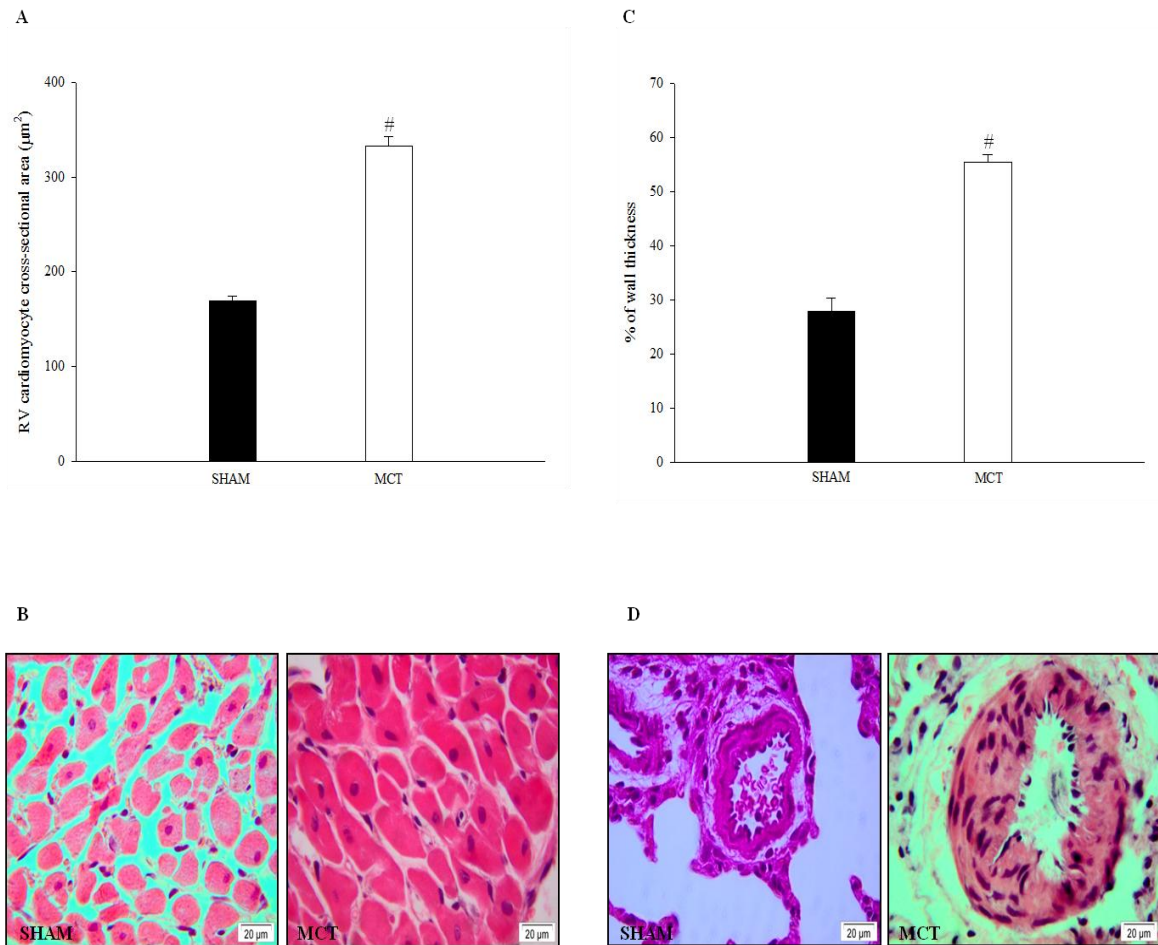 A
RV cardiomyocyte cross-sectional area (µm²)
400
300
200
100
0
#
SHAM
MCT
C
% of wall thickness
70
60
50
40
30
20
10
0
#
SHAM
MCT
B
SHAM
20 µm
MCT
20 µm
D
SHAM
20 µm
MCT
20 µm